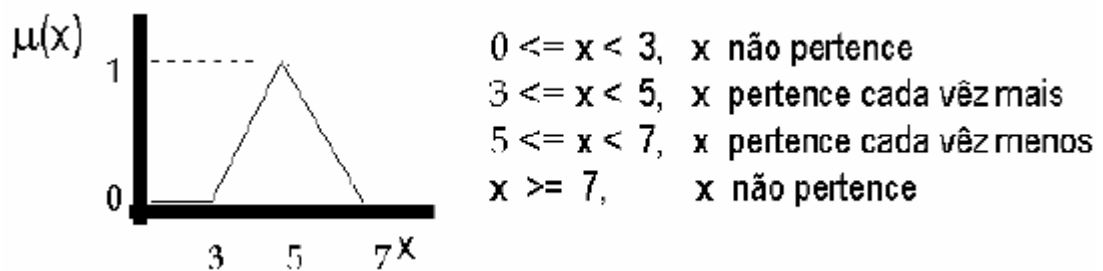 μ(x)
1
0
3 5 7 x
0 <= x < 3, x não pertence
3 <= x < 5, x pertence cada vêz mais
5 <= x < 7, x pertence cada vêz menos
x >= 7, x não pertence